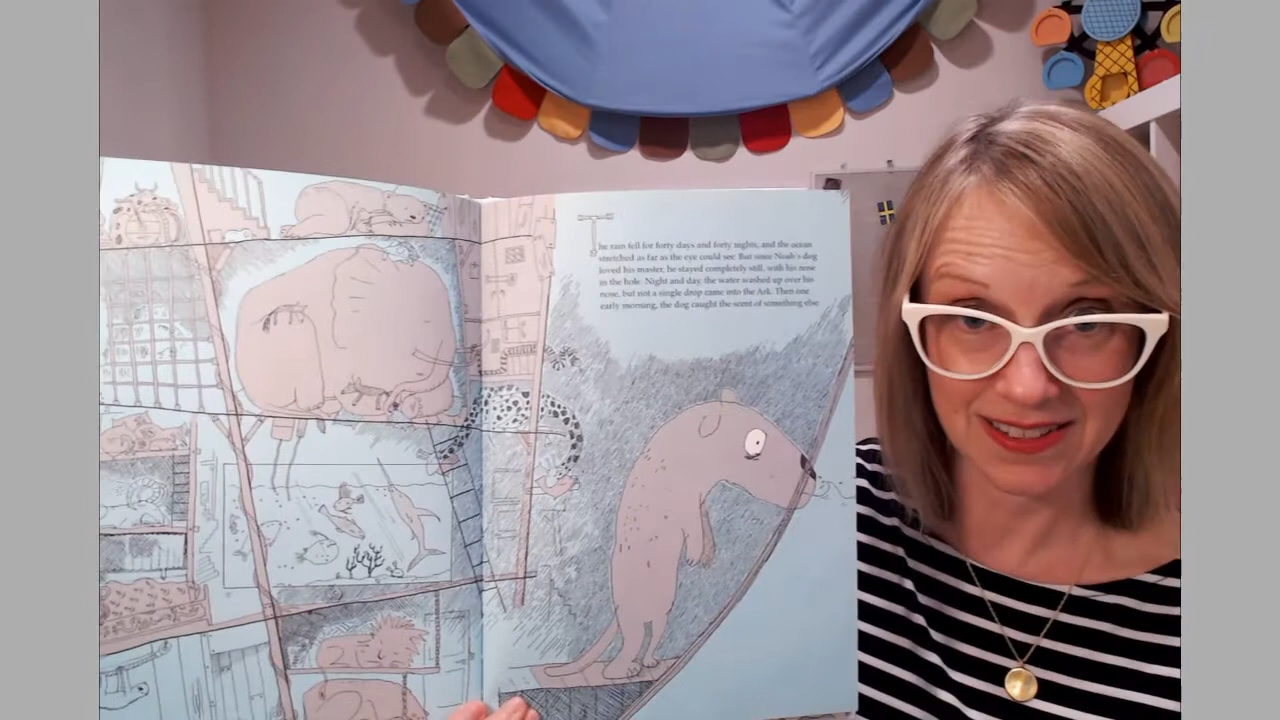 The rain fell for forty days and forty nights, and the ocean
stretched as far as the eye could see. But since Noah's dog
loved his master, he stayed completely still, with his nose
in the hole. Night and day, the water washed up over his
nose, but not a single drop came into the Ark. Then one
early morning, the dog caught the scent of something else